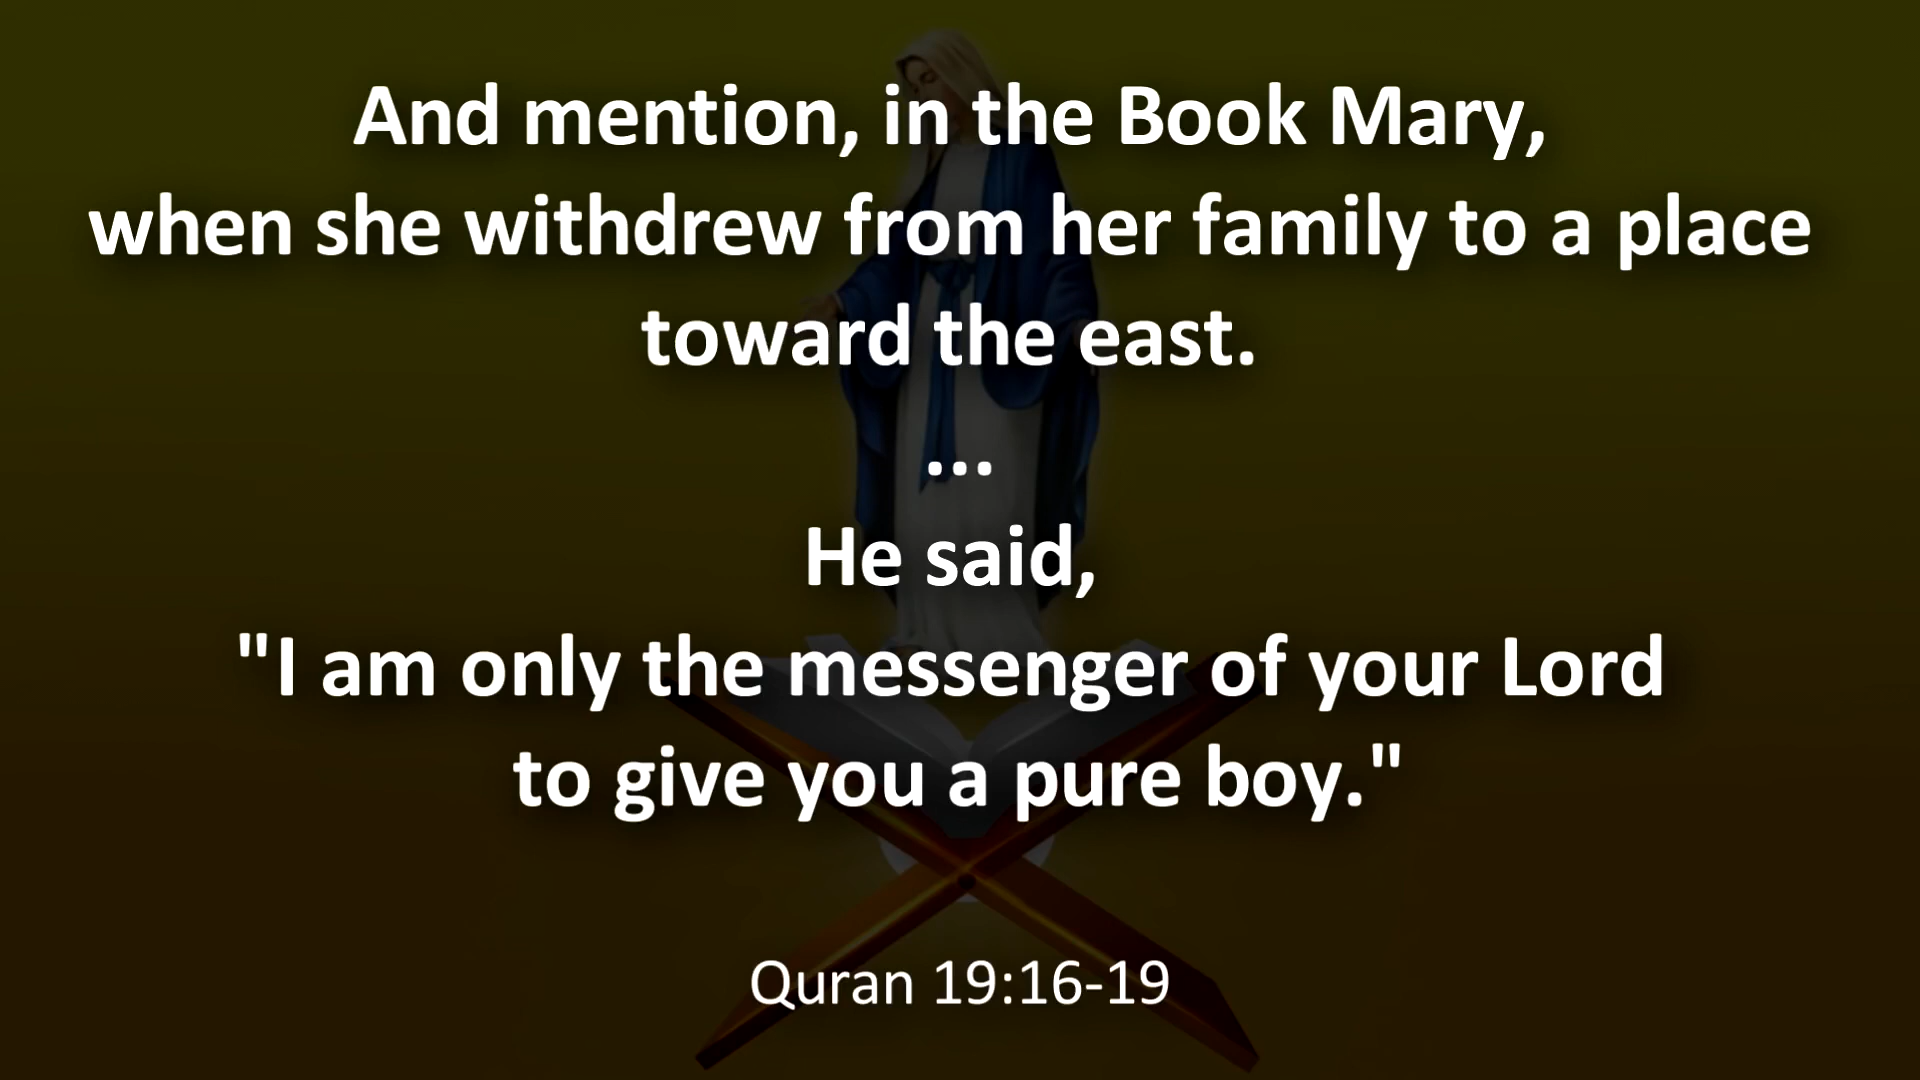 And mention, in the Book Mary,
when she withdrew from her family to a place
toward the east.
...
He said,
"I am only the messenger of your Lord
to give you a pure boy."
Quran 19:16-19